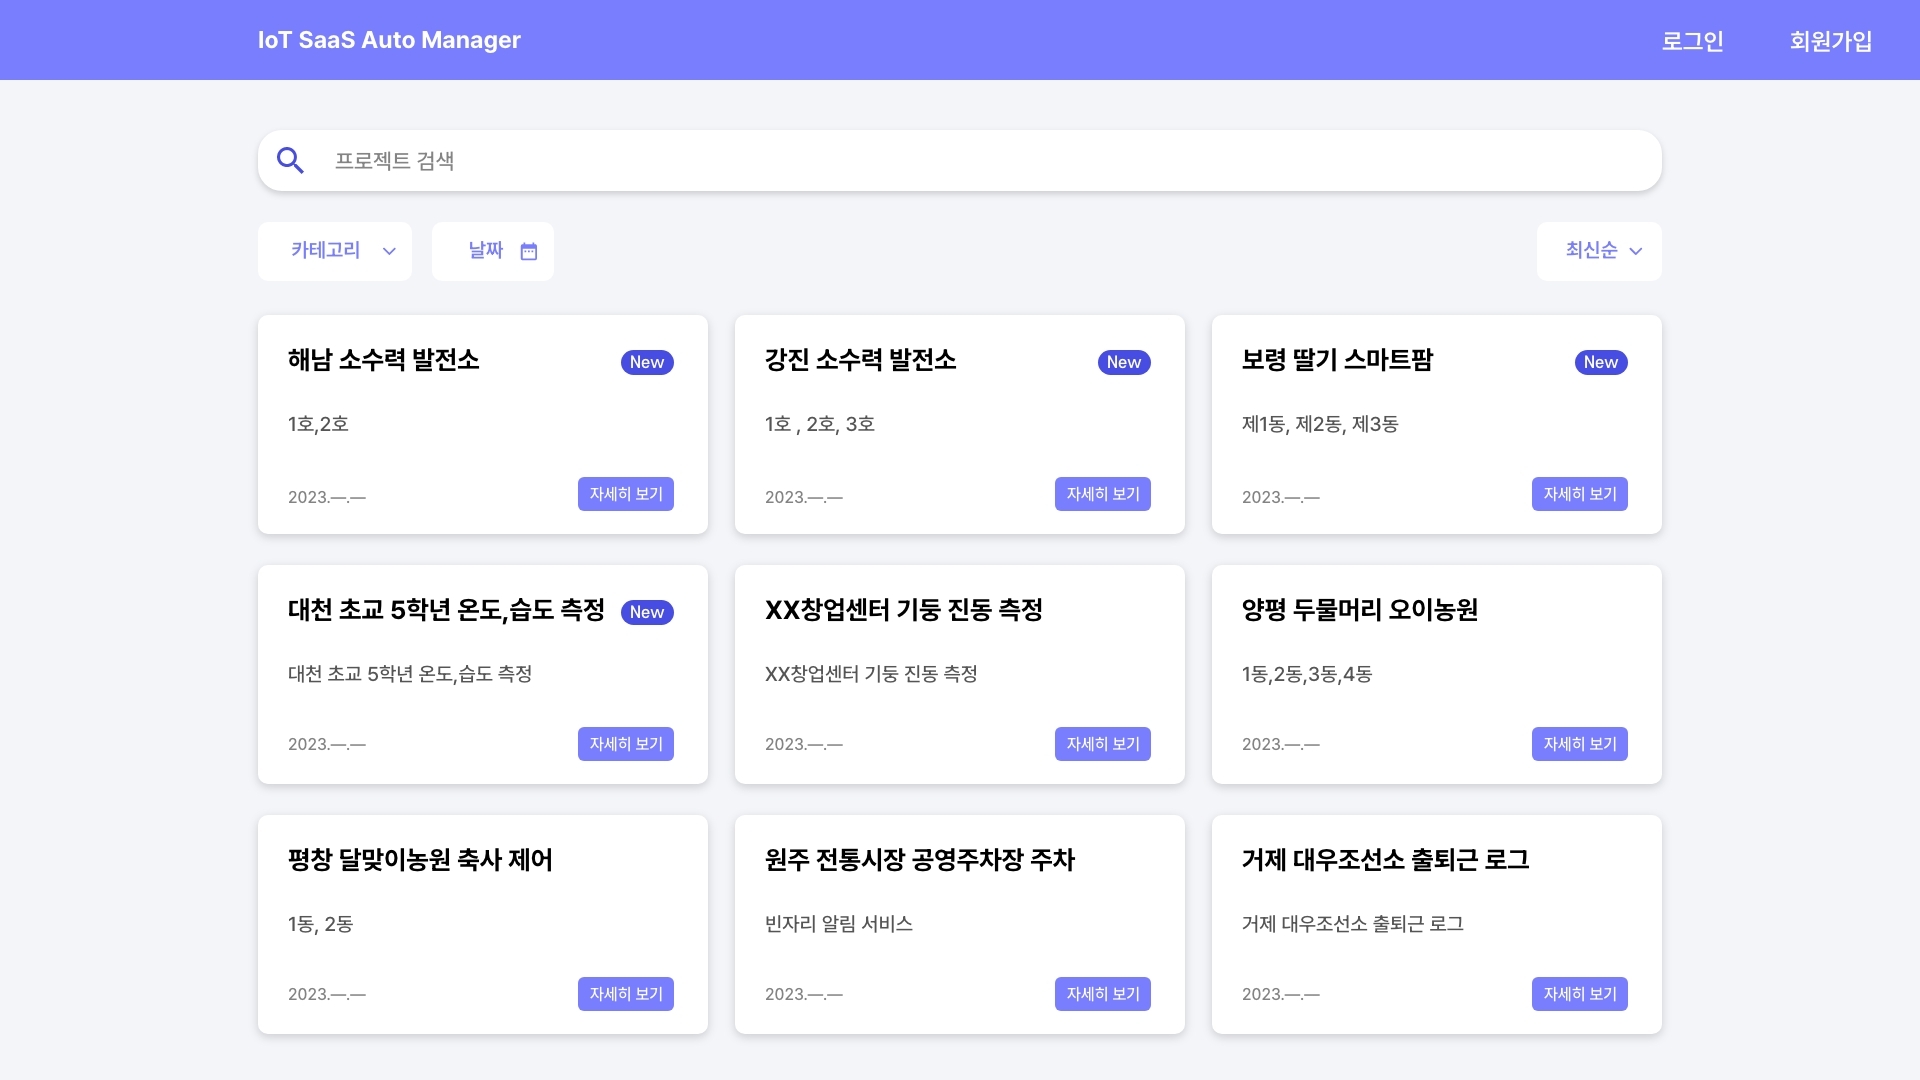 IoT SaaS Auto Manager
로그인
회원가입
프로젝트 검색
카테고리
날짜
최신순
해남 소수력 발전소
New
1호,2호
2023.—.—
자세히 보기
강진 소수력 발전소
New
1호 , 2호, 3호
2023.—.—
자세히 보기
보령 딸기 스마트팜
New
제1동, 제2동, 제3동
2023.—.—
자세히 보기
대천 초교 5학년 온도,습도 측정
New
대천 초교 5학년 온도,습도 측정
2023.—.—
자세히 보기
XX창업센터 기둥 진동 측정
XX창업센터 기둥 진동 측정
2023.—.—
자세히 보기
양평 두물머리 오이농원
1동,2동,3동,4동
2023.—.—
자세히 보기
평창 달맞이농원 축사 제어
1동, 2동
2023.—.—
자세히 보기
원주 전통시장 공영주차장 주차
빈자리 알림 서비스
2023.—.—
자세히 보기
거제 대우조선소 출퇴근 로그
거제 대우조선소 출퇴근 로그
2023.—.—
자세히 보기